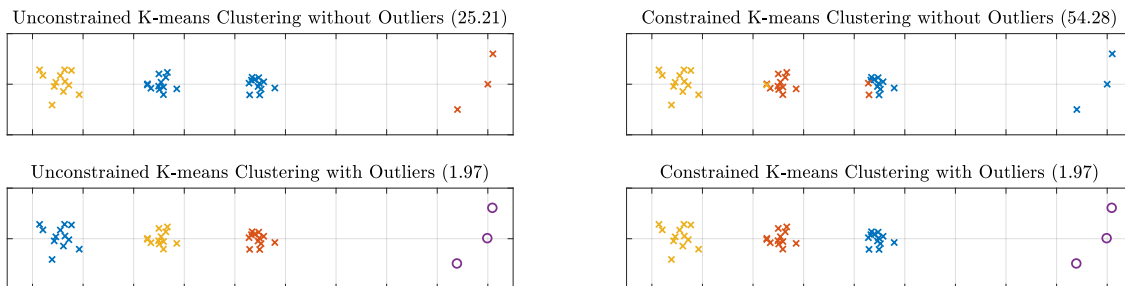 Unconstrained K-means Clustering without Outliers (25.21)
Constrained K-means Clustering without Outliers (54.28)
Unconstrained K-means Clustering with Outliers (1.97)
Constrained K-means Clustering with Outliers (1.97)